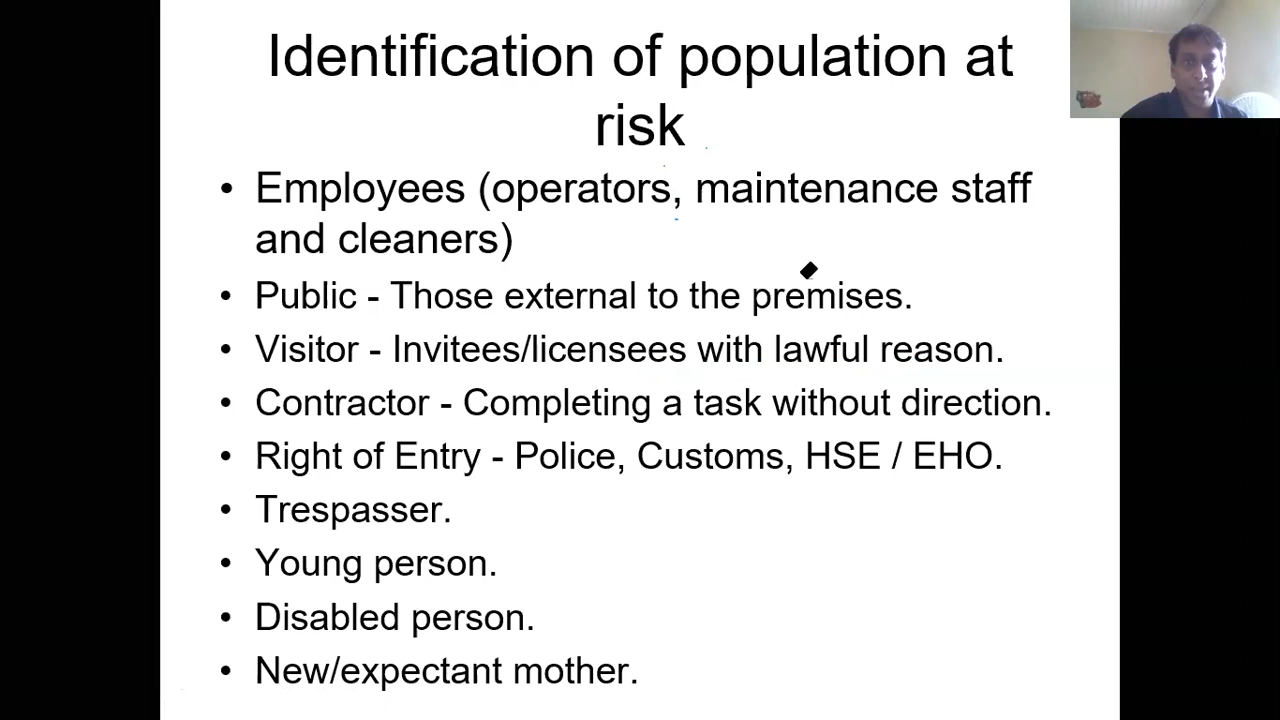 Identification of population at
risk
• Employees (operators, maintenance staff
and cleaners)
• Public - Those external to the premises.
• Visitor - Invitees/licensees with lawful reason.
• Contractor - Completing a task without direction.
• Right of Entry - Police, Customs, HSE / EHO.
• Trespasser.
• Young person.
• Disabled person.
• New/expectant mother.